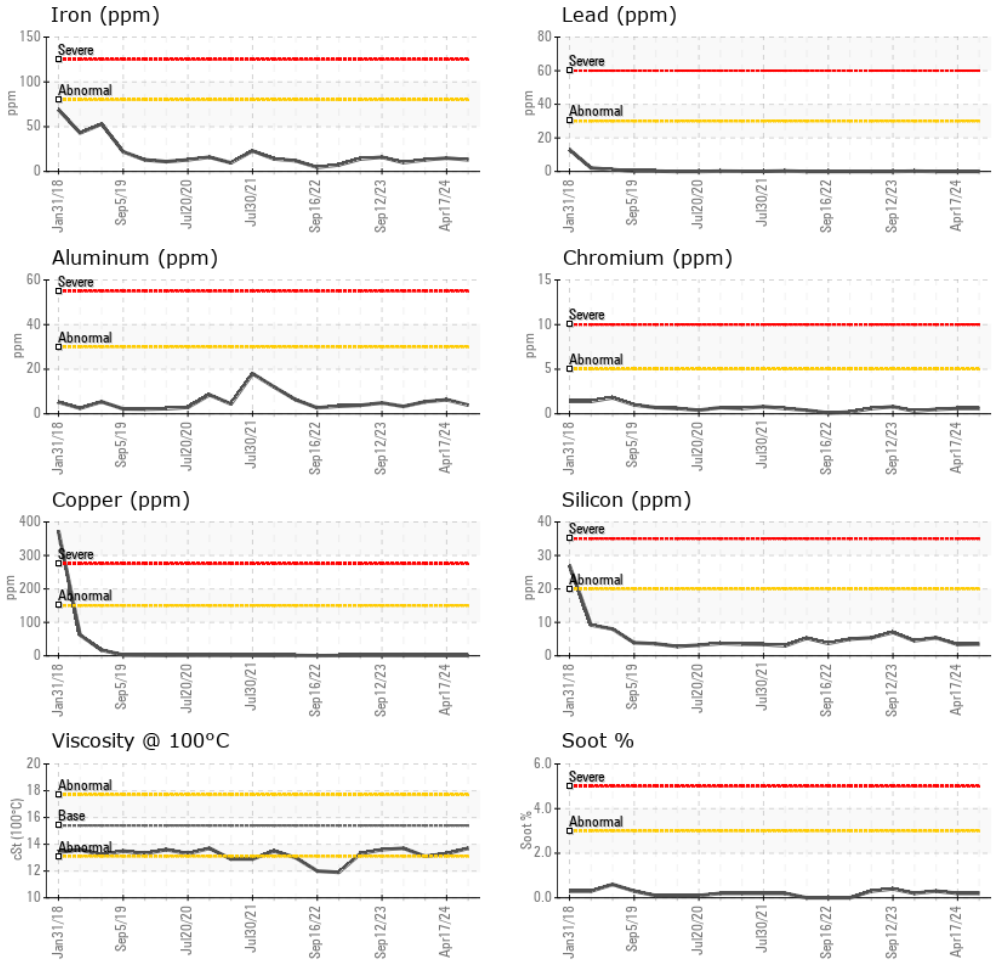 Iron (ppm)
150
100
50
0
ppm
Severe
Abnormal
Jan31/18
Sep5/19
Jul20/20
Jul30/21
Sep16/22
Sep12/23
Apr17/24
Lead (ppm)
80
60
40
20
0
ppm
Severe
Abnormal
Jan31/18
Sep5/19
Jul20/20
Jul30/21
Sep16/22
Sep12/23
Apr17/24
Aluminum (ppm)
60
40
20
0
ppm
Severe
Abnormal
Jan31/18
Sep5/19
Jul20/20
Jul30/21
Sep16/22
Sep12/23
Apr17/24
Chromium (ppm)
15
10
5
0
ppm
Severe
Abnormal
Jan31/18
Sep5/19
Jul20/20
Jul30/21
Sep16/22
Sep12/23
Apr17/24
Copper (ppm)
400
300
200
100
0
ppm
Severe
Abnormal
Jan31/18
Sep5/19
Jul20/20
Jul30/21
Sep16/22
Sep12/23
Apr17/24
Silicon (ppm)
40
30
20
10
0
ppm
Severe
Abnormal
Jan31/18
Sep5/19
Jul20/20
Jul30/21
Sep16/22
Sep12/23
Apr17/24
Viscosity @ 100°C
20
18
16
14
12
10
cSt (100°C)
Abnormal
Base
Abnormal
Jan31/18
Sep5/19
Jul20/20
Jul30/21
Sep16/22
Sep12/23
Apr17/24
Soot %
6.0
4.0
2.0
0.0
Soot %
Severe
Abnormal
Jan31/18
Sep5/19
Jul20/20
Jul30/21
Sep16/22
Sep12/23
Apr17/24